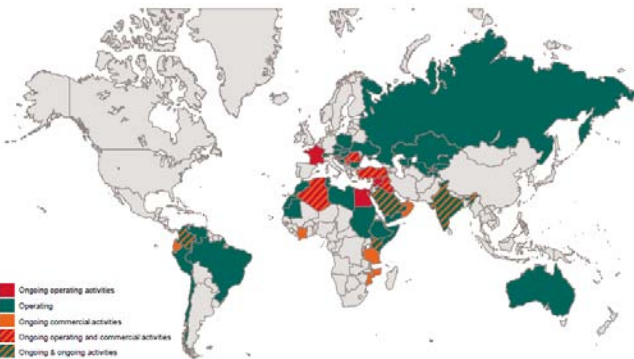 Ongoing operating activities
Operating
Ongoing commercial activities
Ongoing operating and commercial activities
Ongoing & ongoing activities